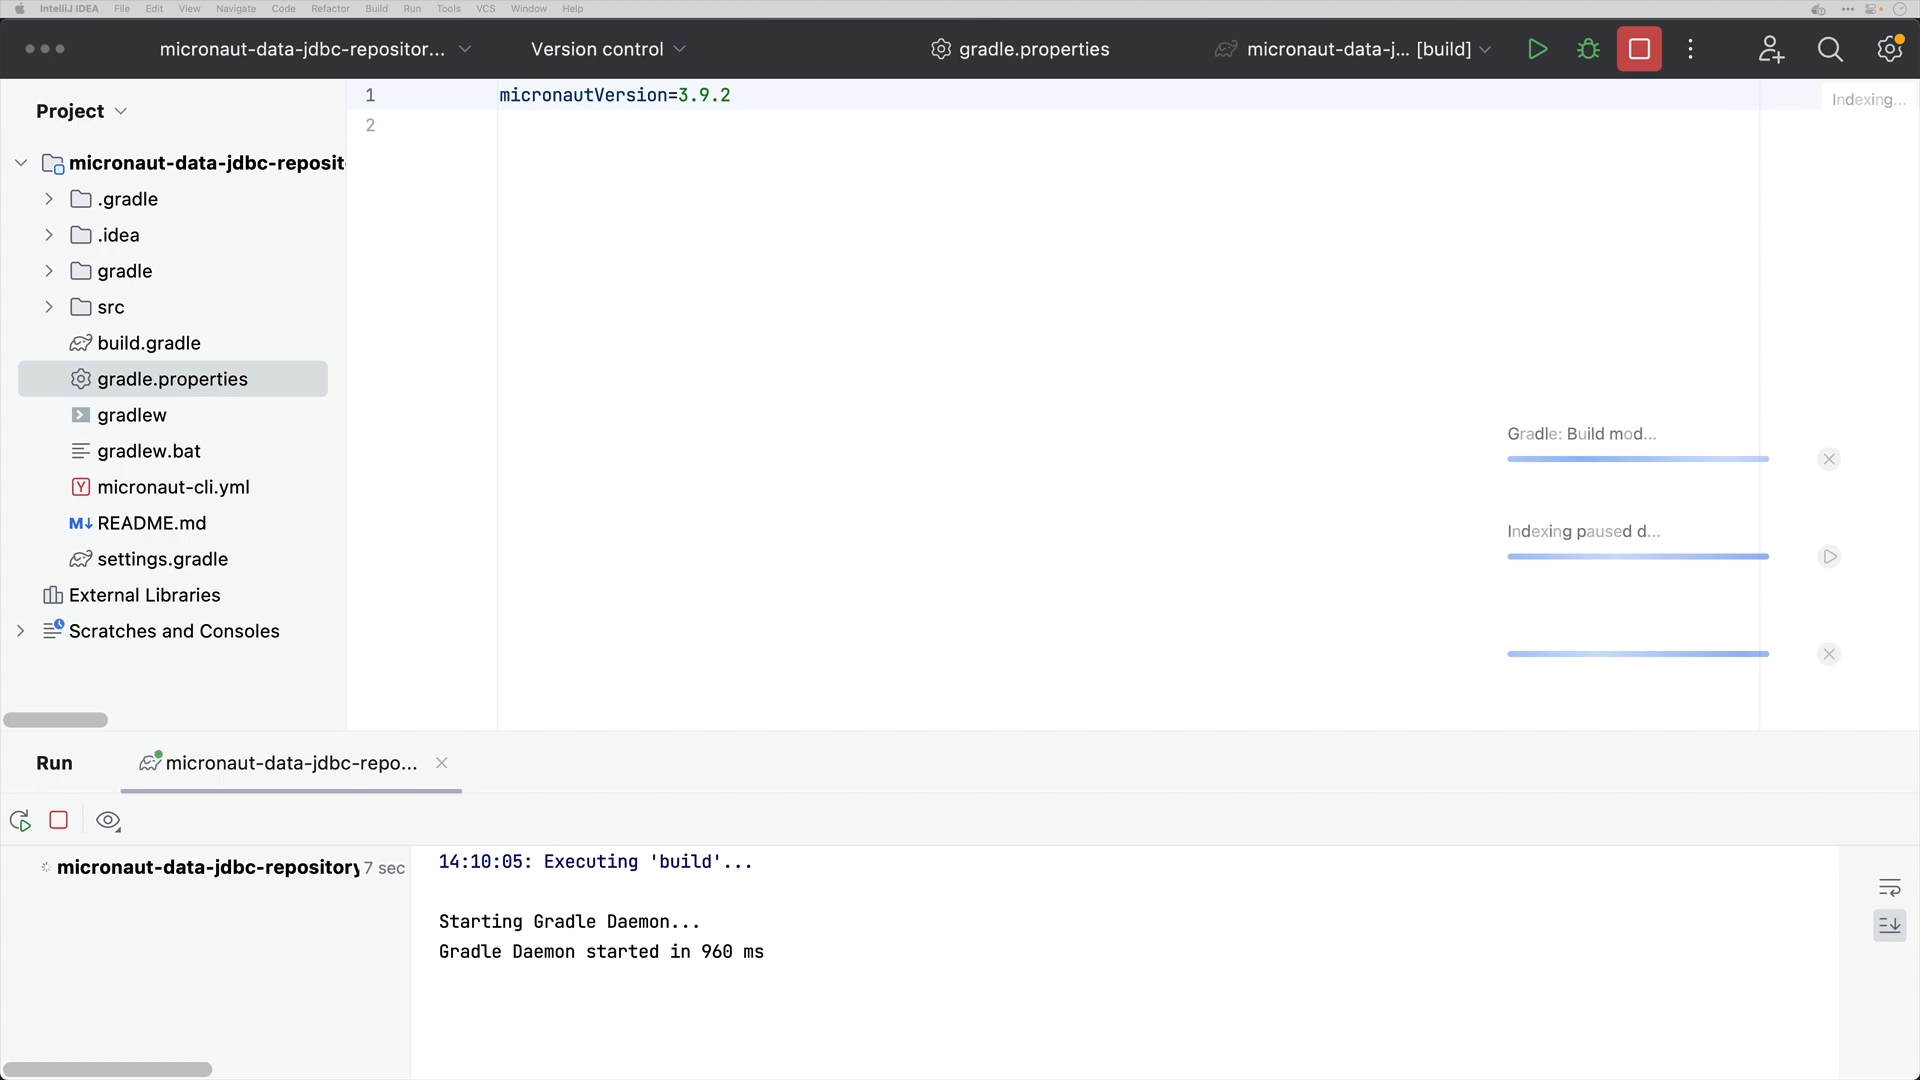 IntelliJ IDEA File Edit View Navigate Code Refactor Build Run Tools VCS Window Help
micronaut-data-jdbc-repositor... Version control gradle.properties micronaut-data-j... [build]
Project
micronaut-data-jdbc-reposit
.gradle
.idea
gradle
src
build.gradle
gradle.properties
gradlew
gradlew.bat
micronaut-cli.yml
M↓ README.md
settings.gradle
External Libraries
Scratches and Consoles
1 micronautVersion=3.9.2
2
Indexing...
Gradle: Build mod...
Indexing paused d...
Run micronaut-data-jdbc-repo...
micronaut-data-jdbc-repository 7 sec
14:10:05: Executing 'build'...
Starting Gradle Daemon...
Gradle Daemon started in 960 ms